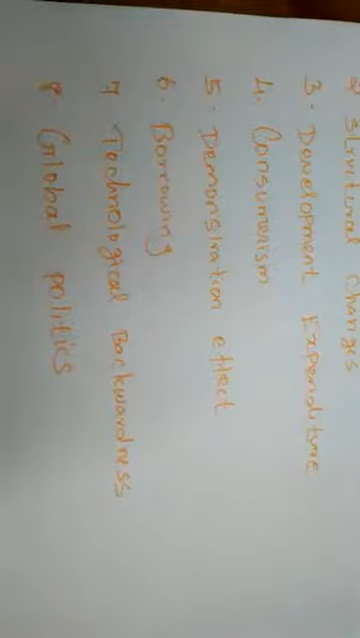 2. Structural Changes
3. Development Expenditure
4. Consumerism
5. Demonstration effect
6. Borrowing
7 Technological Backwardness
8 Global politics